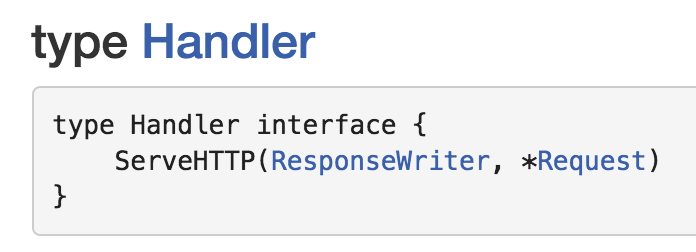 type Handler
type Handler interface {
    ServeHTTP(ResponseWriter, *Request)
}